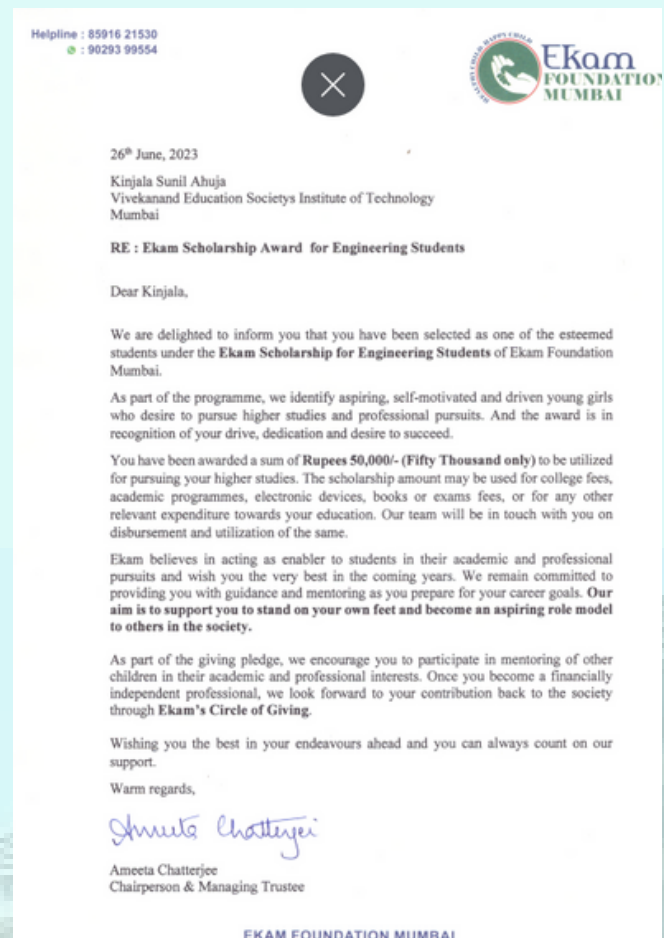 Helpline : 85916 21530
: 90293 99554
HEALTHY CHILD HAPPY CHILD
Ekam
FOUNDATION
MUMBAI
26th June, 2023
Kinjala Sunil Ahuja
Vivekanand Education Societys Institute of Technology
Mumbai
RE : Ekam Scholarship Award for Engineering Students
Dear Kinjala,
We are delighted to inform you that you have been selected as one of the esteemed
students under the Ekam Scholarship for Engineering Students of Ekam Foundation
Mumbai.
As part of the programme, we identify aspiring, self-motivated and driven young girls
who desire to pursue higher studies and professional pursuits. And the award is in
recognition of your drive, dedication and desire to succeed.
You have been awarded a sum of Rupees 50,000/- (Fifty Thousand only) to be utilized
for pursuing your higher studies. The scholarship amount may be used for college fees,
academic programmes, electronic devices, books or exams fees, or for any other
relevant expenditure towards your education. Our team will be in touch with you on
disbursement and utilization of the same.
Ekam believes in acting as enabler to students in their academic and professional
pursuits and wish you the very best in the coming years. We remain committed to
providing you with guidance and mentoring as you prepare for your career goals. Our
aim is to support you to stand on your own feet and become an aspiring role model
to others in the society.
As part of the giving pledge, we encourage you to participate in mentoring of other
children in their academic and professional interests. Once you become a financially
independent professional, we look forward to your contribution back to the society
through Ekam's Circle of Giving.
Wishing you the best in your endeavours ahead and you can always count on our
support.
Warm regards,
Ameeta Chatterjei
Ameeta Chatterjee
Chairperson & Managing Trustee
EKAM FOUNDATION MUMBAI